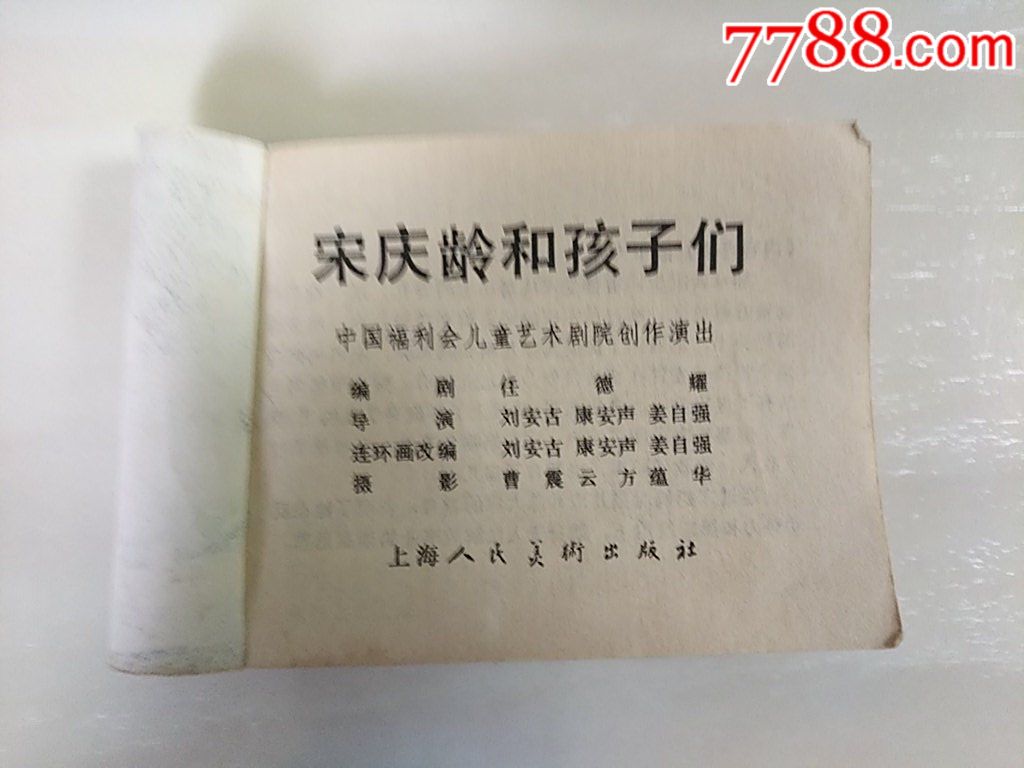 7788.com
宋庆龄和孩子们
中国福利会儿童艺术剧院创作演出
编剧 任德耀
导演 刘安古 康安声 姜自强
连环画改编 刘安古 康安声 姜自强
摄影 曹震云 方蕴华
上海人民美術出版社